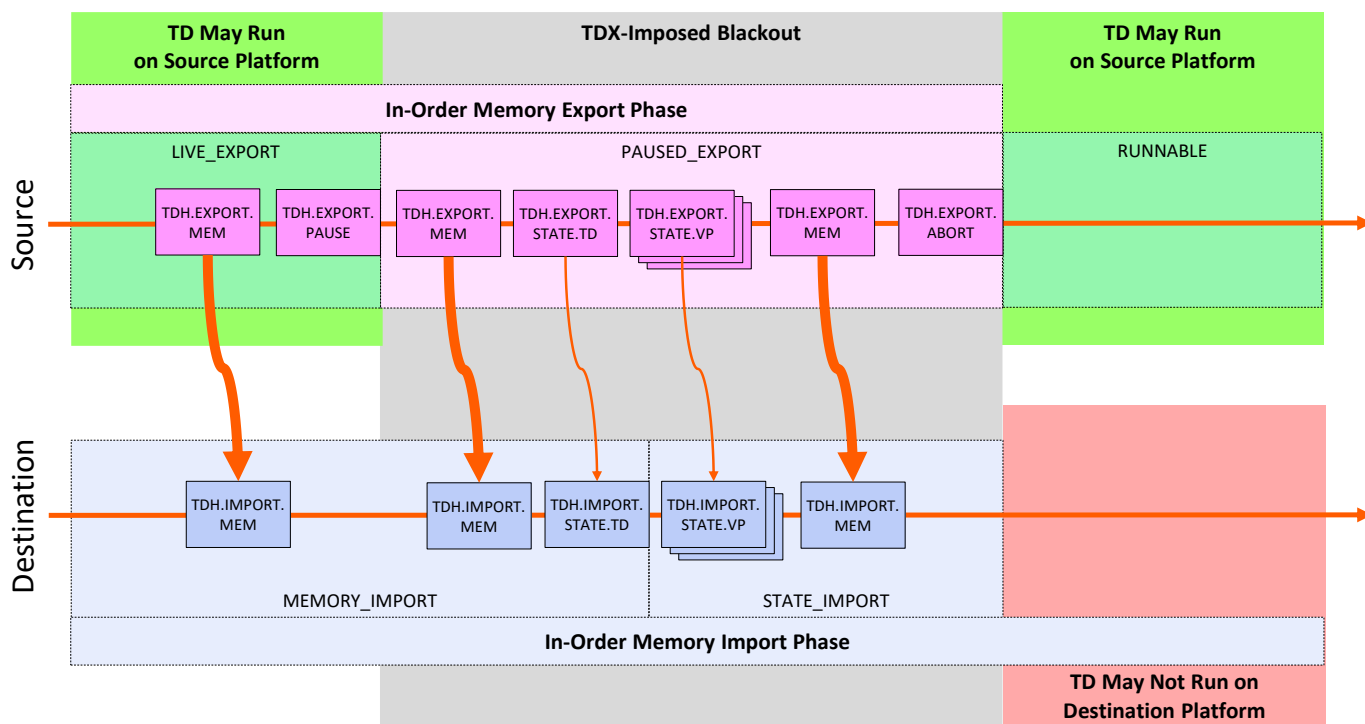 TD May Run
on Source Platform
TDX-Imposed Blackout
TD May Run
on Source Platform
In-Order Memory Export Phase
LIVE_EXPORT
PAUSED_EXPORT
RUNNABLE
Source
TDH.EXPORT.
MEM
TDH.EXPORT.
PAUSE
TDH.EXPORT.
MEM
TDH.EXPORT.
STATE.TD
TDH.EXPORT.
STATE.VP
TDH.EXPORT.
MEM
TDH.EXPORT.
ABORT
Destination
TDH.IMPORT.
MEM
TDH.IMPORT.
MEM
TDH.IMPORT.
STATE.TD
TDH.IMPORT.
STATE.VP
TDH.IMPORT.
MEM
MEMORY_IMPORT
STATE_IMPORT
In-Order Memory Import Phase
TD May Not Run on
Destination Platform